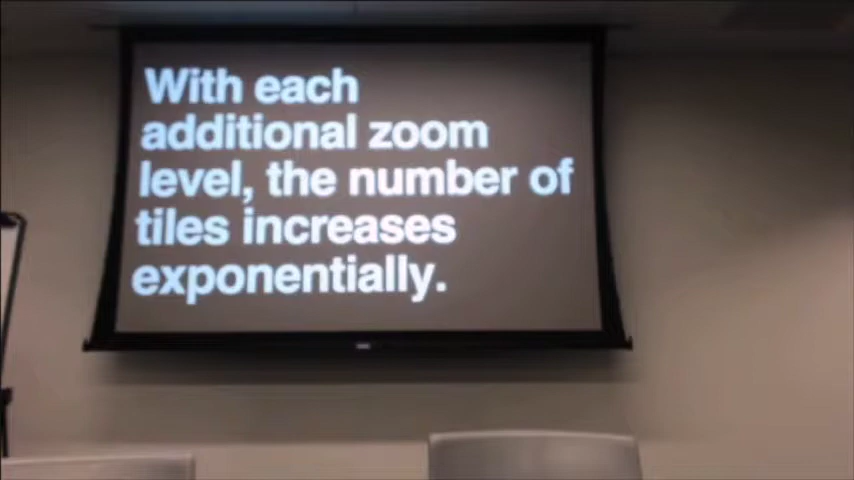 With each
additional zoom
level, the number of
tiles increases
exponentially.